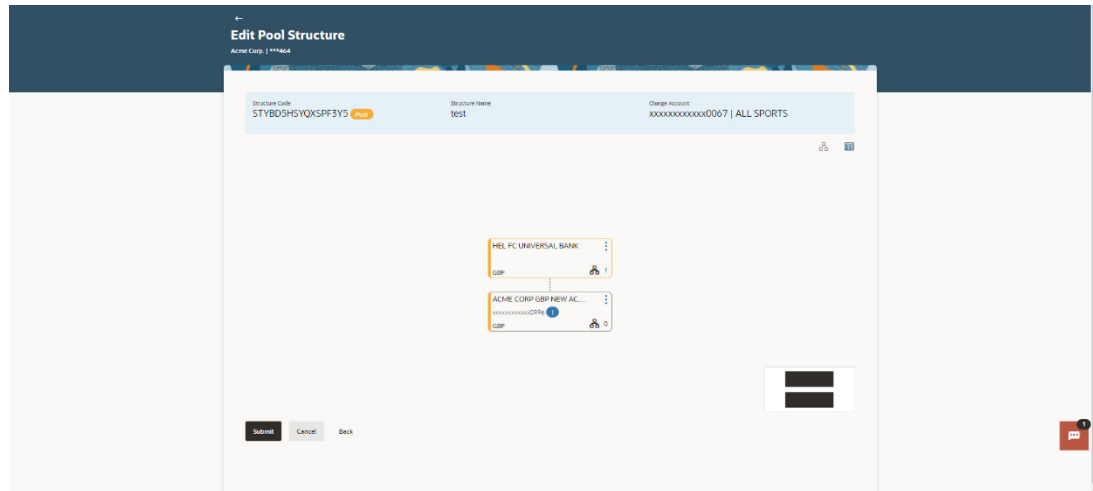 ←
Edit Pool Structure
Acme Corp. | ***464
Structure Code
STYBD5HSYQXSPF3Y5 Pool
Structure Name
test
Charge Account
xxxxxxxxxxxx0067 | ALL SPORTS
HEL FC UNIVERSAL BANK
GBP 1
ACME CORP GBP NEW AC...
xxxxxxxxxxxx0996 I
GBP 0
Submit Cancel Back
1